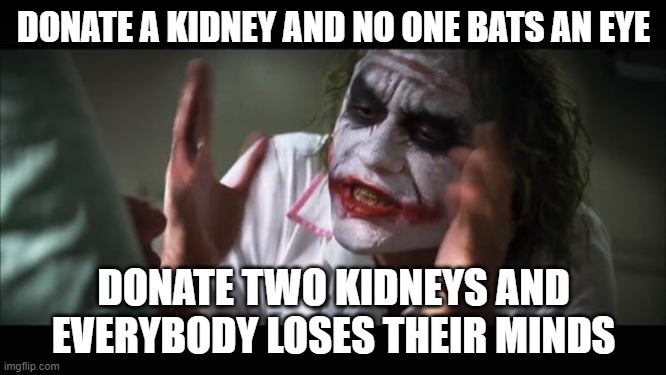 DONATE A KIDNEY AND NO ONE BATS AN EYE
DONATE TWO KIDNEYS AND
EVERYBODY LOSES THEIR MINDS
imgflip.com